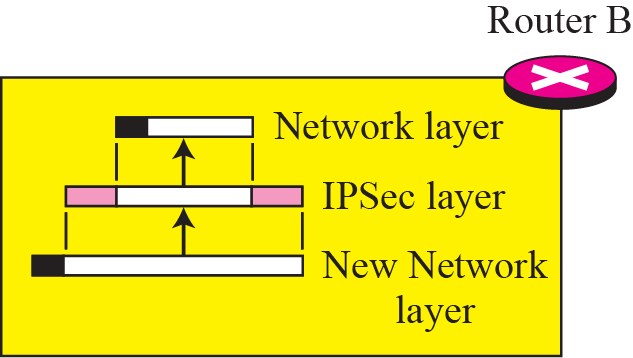 Router B
Network layer
IPSec layer
New Network
layer